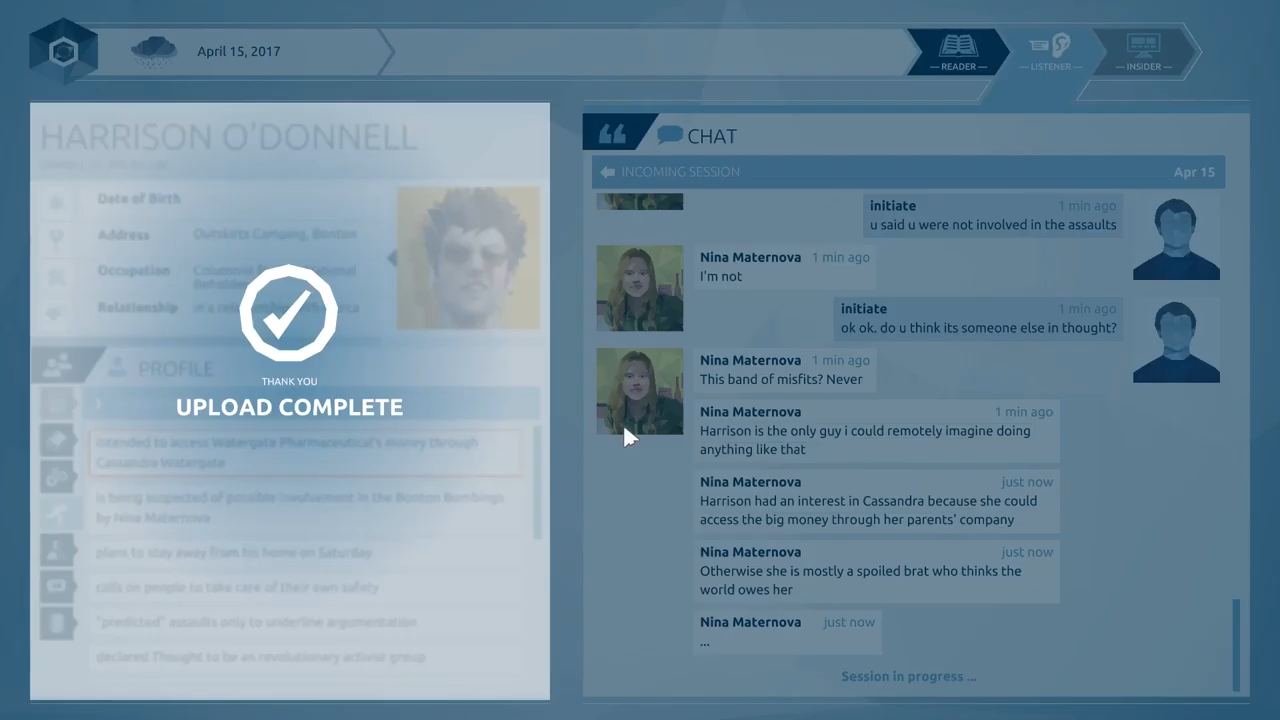 April 15, 2017
READER
LISTENER
INSIDER
HARRISON O'DONNELL
Date of Birth
Address
Outskirts Camping, Bonton
Occupation
Relationship
in a relationship with
THANK YOU
UPLOAD COMPLETE
PROFILE
intended to access Watergate Pharmaceutical's money through
Cassandra Watergate
is being suspected of possible involvement in the Bonton Bombings
by Nina Maternova
plans to stay away from his home on Saturday
calls on people to take care of their own safety
"predicted" assaults only to underline argumentation
declared Thought to be an revolutionary activist group
CHAT
INCOMING SESSION
Apr 15
initiate 1 min ago
u said u were not involved in the assaults
Nina Maternova 1 min ago
I'm not
initiate 1 min ago
ok ok. do u think its someone else in thought?
Nina Maternova 1 min ago
This band of misfits? Never
Nina Maternova 1 min ago
Harrison is the only guy i could remotely imagine doing
anything like that
Nina Maternova just now
Harrison had an interest in Cassandra because she could
access the big money through her parents' company
Nina Maternova just now
Otherwise she is mostly a spoiled brat who thinks the
world owes her
Nina Maternova just now
...
Session in progress ...